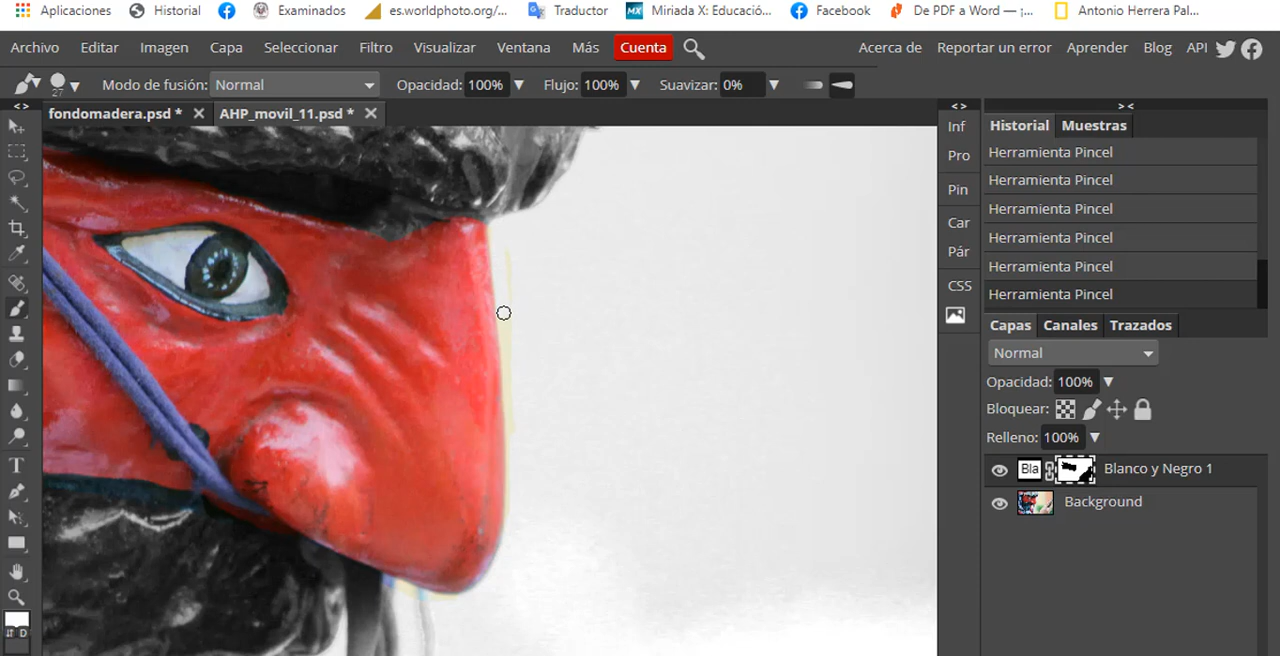 Aplicaciones Historial Examinados es.worldphoto.org/... Traductor Miriada X: Educació... Facebook De PDF a Word — ¡... Antonio Herrera Pal...
Archivo Editar Imagen Capa Seleccionar Filtro Visualizar Ventana Más Cuenta Acerca de Reportar un error Aprender Blog API
27 Modo de fusión: Normal Opacidad: 100% Flujo: 100% Suavizar: 0%
< > fondomadera.psd * AHP_movil_11.psd * < > > <
Inf Historial Muestras
Pro Herramienta Pincel
Herramienta Pincel
Pin Herramienta Pincel
Car Herramienta Pincel
Pár Herramienta Pincel
CSS Herramienta Pincel
Capas Canales Trazados
Normal
Opacidad: 100%
Bloquear:
Relleno: 100%
Bla Blanco y Negro 1
Background
D